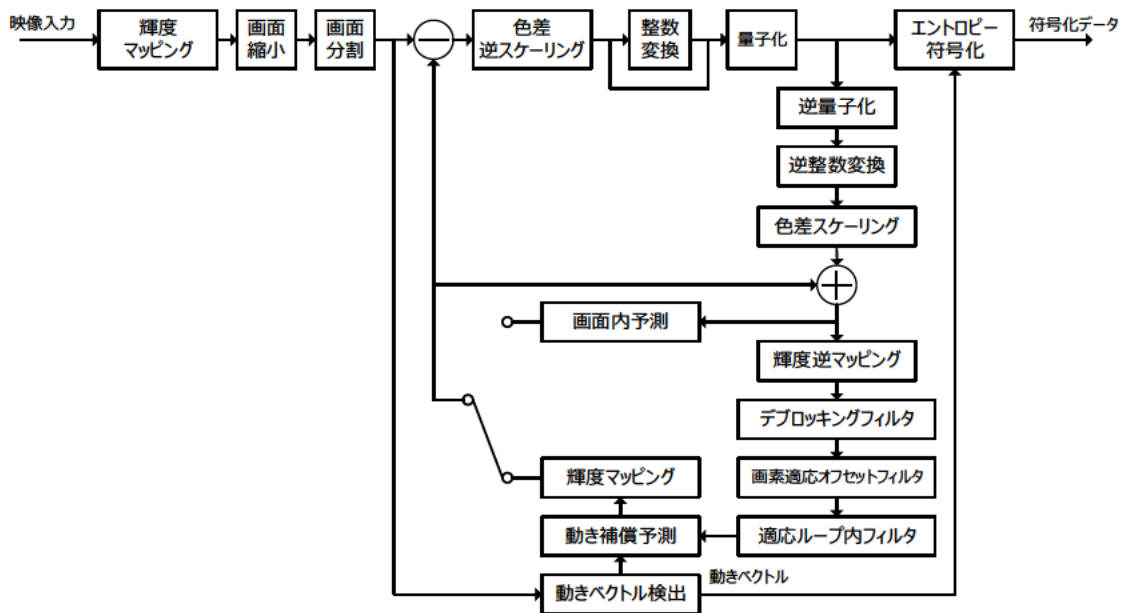 映像入力
輝度
マッピング
画面
縮小
画面
分割
色差
逆スケーリング
整数
変換
量子化
エントロピー
符号化
符号化データ
逆量子化
逆整数変換
色差スケーリング
画面内予測
輝度逆マッピング
デブロッキングフィルタ
輝度マッピング
画素適応オフセットフィルタ
動き補償予測
適応ループ内フィルタ
動きベクトル検出
動きベクトル